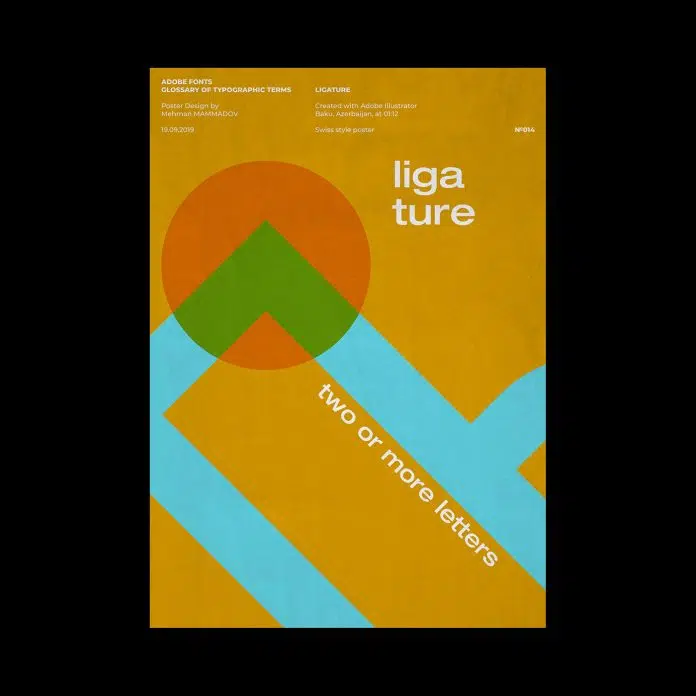 ADOBE FONTS
GLOSSARY OF TYPOGRAPHIC TERMS
LIGATURE
Poster Design by
Mehman MAMMADOV
Created with Adobe Illustrator
Baku, Azerbaijan, at 01:12
19.09.2019
Swiss style poster
№014
liga
ture
two or more letters